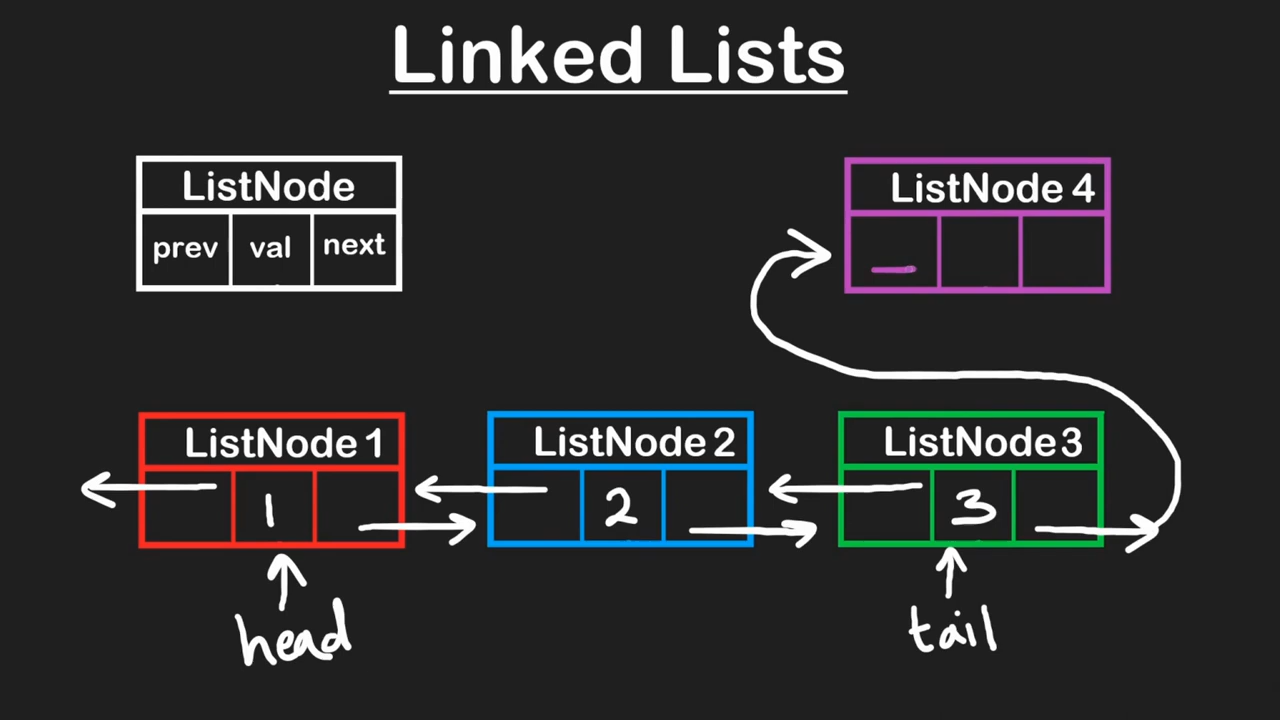 Linked Lists
ListNode
prev val next
ListNode 4
ListNode 1
1
ListNode 2
2
ListNode 3
3
head
tail